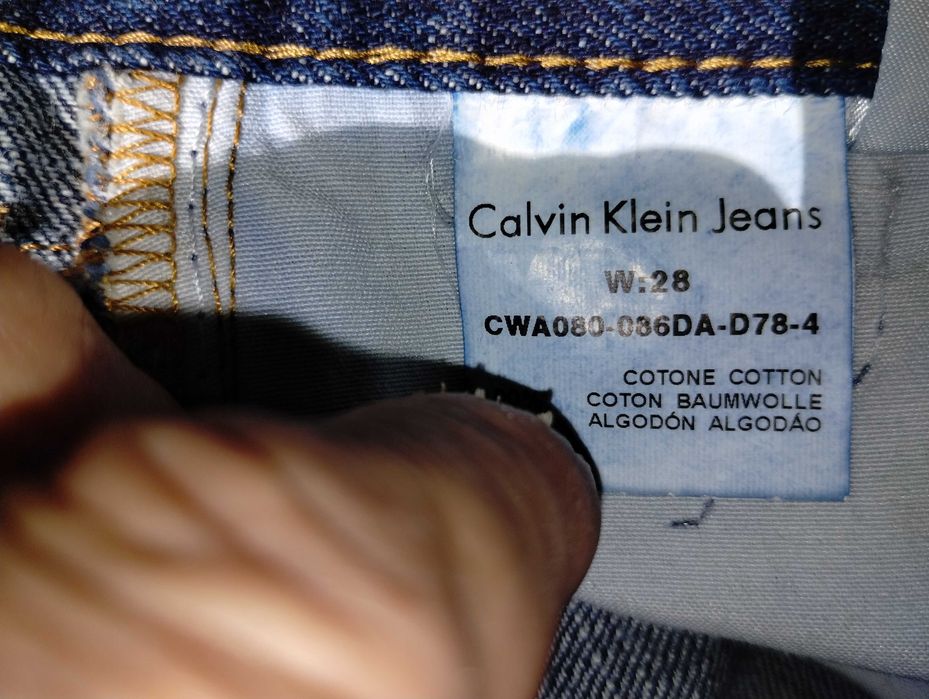 Calvin Klein Jeans
W:28
CWA080-086DA-D78-4
COTONE COTTON
COTON BAUMWOLLE
ALGODÓN ALGODÁO